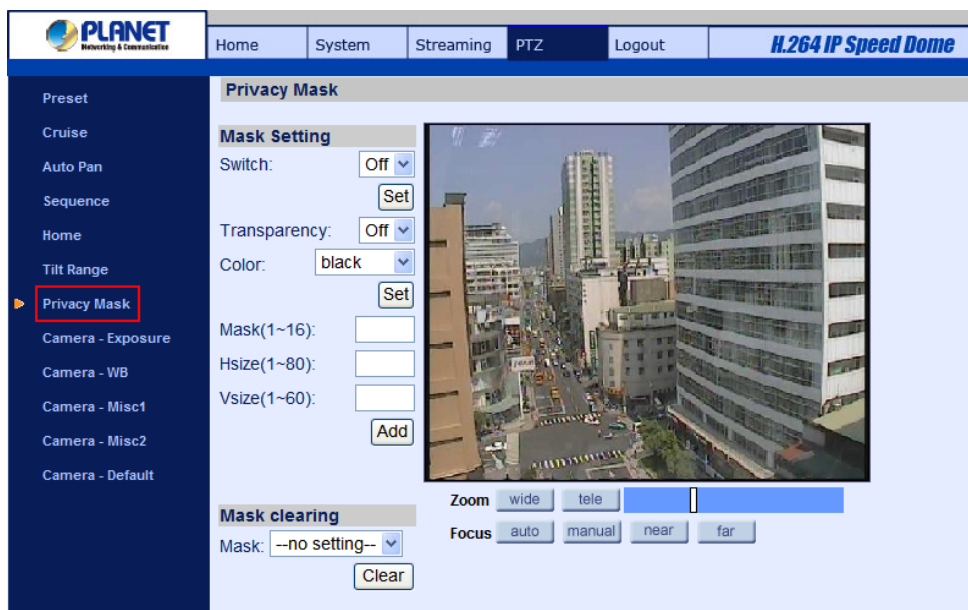 PLANET
Networking & Communication
Home System Streaming PTZ Logout H.264 IP Speed Dome
Preset
Cruise
Auto Pan
Sequence
Home
Tilt Range
Privacy Mask
Camera - Exposure
Camera - WB
Camera - Misc1
Camera - Misc2
Camera - Default
Privacy Mask
Mask Setting
Switch: Off
Set
Transparency: Off
Color: black
Set
Mask(1~16):
Hsize(1~80):
Vsize(1~60):
Add
Mask clearing
Mask: --no setting--
Clear
Zoom wide tele
Focus auto manual near far